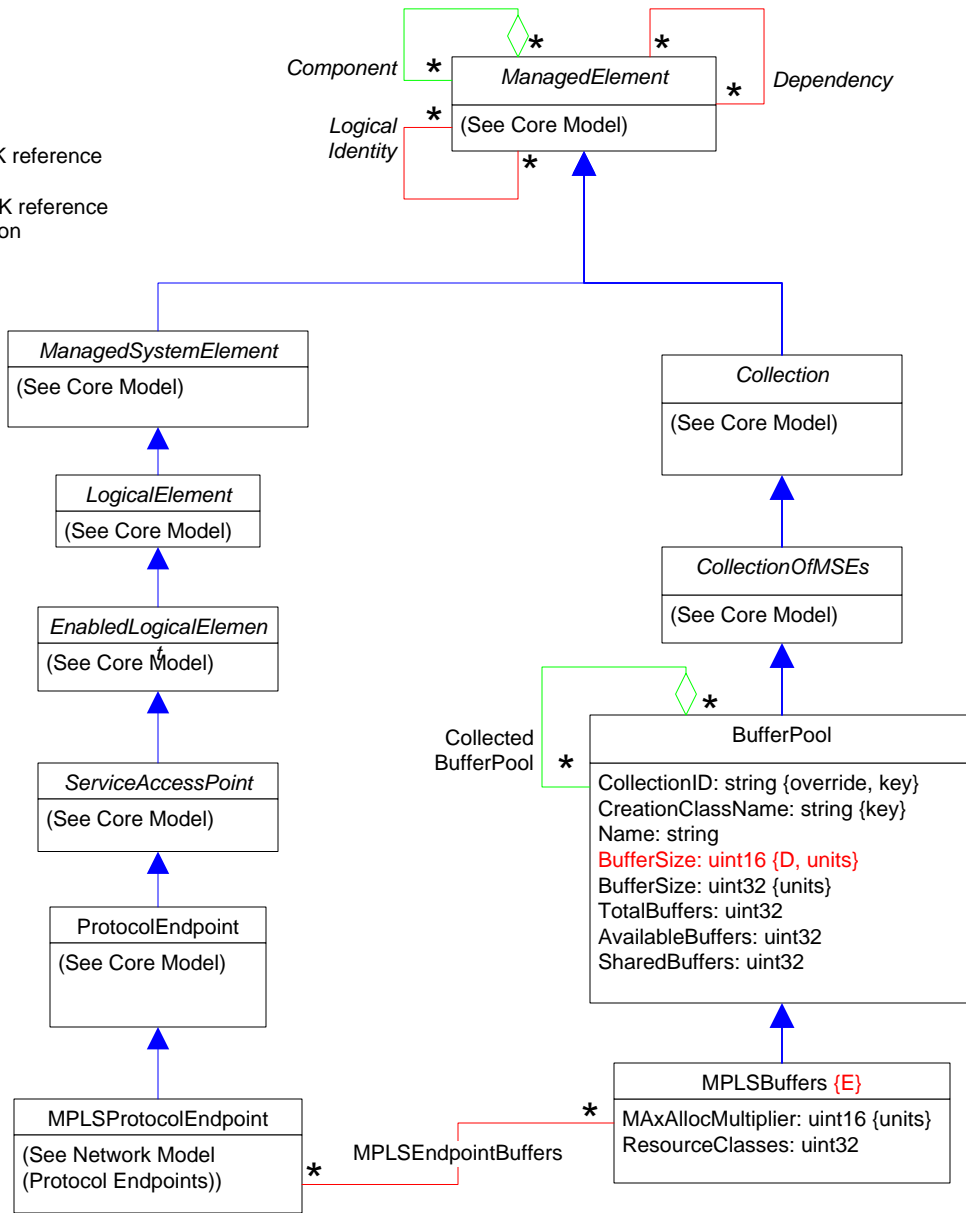 *
*
Component
*
ManagedElement
*
Dependency
*
Logical
Identity
(See Core Model)
*
K reference
K reference
on
ManagedSystemElement
(See Core Model)
Collection
(See Core Model)
LogicalElement
(See Core Model)
CollectionOfMSEs
(See Core Model)
EnabledLogicalElemen
t
(See Core Model)
*
Collected
BufferPool
*
BufferPool
CollectionID: string {override, key}
CreationClassName: string {key}
Name: string
BufferSize: uint16 {D, units}
BufferSize: uint32 {units}
TotalBuffers: uint32
AvailableBuffers: uint32
SharedBuffers: uint32
ServiceAccessPoint
(See Core Model)
ProtocolEndpoint
(See Core Model)
MPLSBuffers {E}
MAxAllocMultiplier: uint16 {units}
ResourceClasses: uint32
MPLSProtocolEndpoint
(See Network Model
(Protocol Endpoints))
*
MPLSEndpointBuffers
*